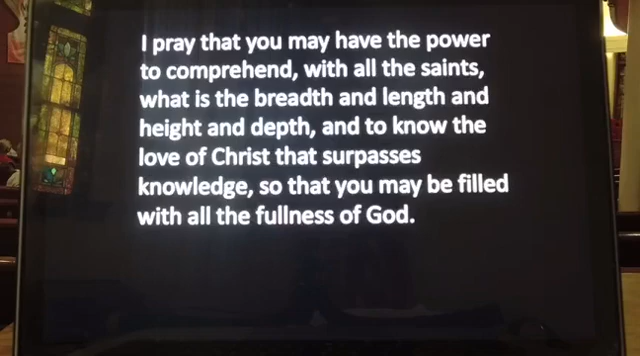 I pray that you may have the power
to comprehend, with all the saints,
what is the breadth and length and
height and depth, and to know the
love of Christ that surpasses
knowledge, so that you may be filled
with all the fullness of God.